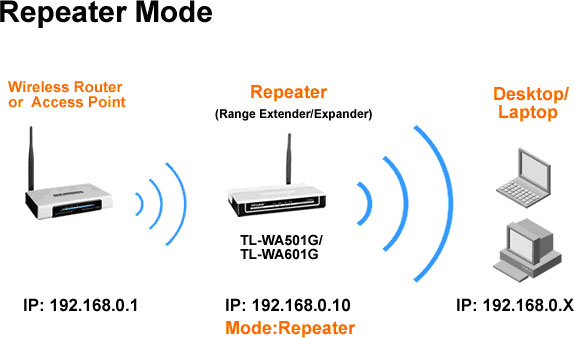 Repeater Mode
Wireless Router
or Access Point
Repeater
(Range Extender/Expander)
Desktop/
Laptop
TL-WA501G/
TL-WA601G
IP: 192.168.0.1
IP: 192.168.0.10
IP: 192.168.0.X
Mode:Repeater